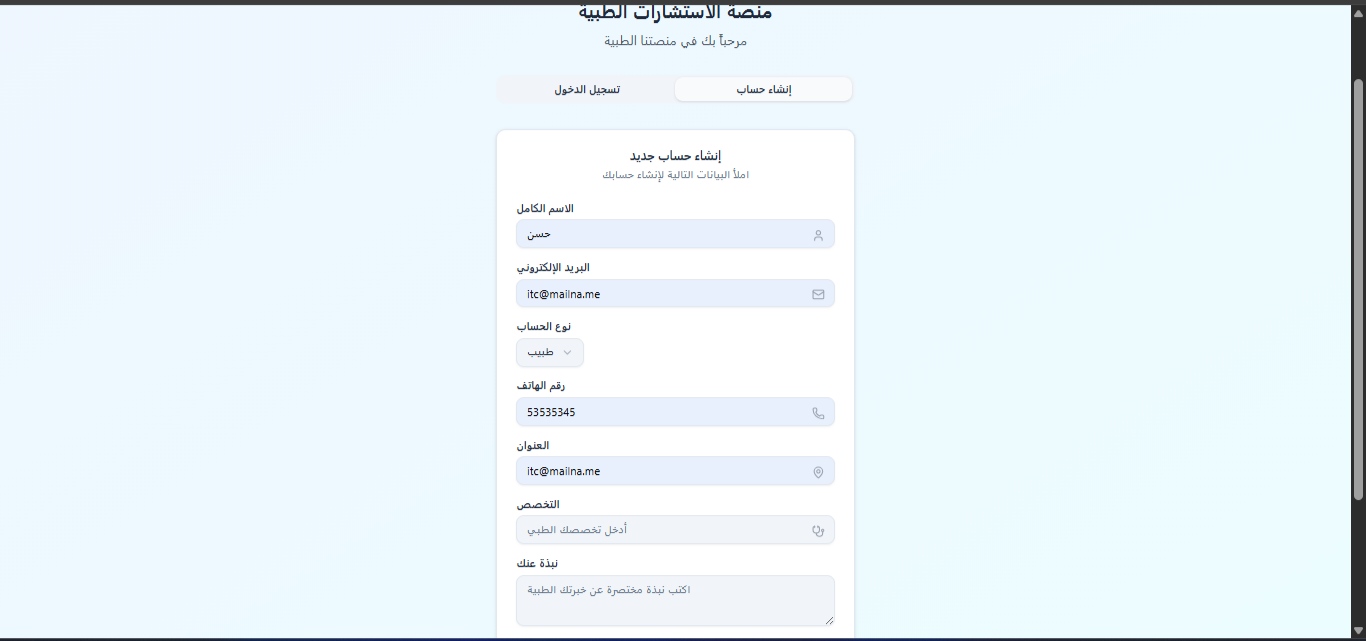 منصة الاستشارات الطبية
مرحباً بك في منصتنا الطبية
إنشاء حساب
تسجيل الدخول
إنشاء حساب جديد
املأ البيانات التالية لإنشاء حسابك
الاسم الكامل
حسن
البريد الإلكتروني
itc@mailna.me
نوع الحساب
طبيب
رقم الهاتف
53535345
العنوان
itc@mailna.me
التخصص
أدخل تخصصك الطبي
نبذة عنك
اكتب نبذة مختصرة عن خبرتك الطبية